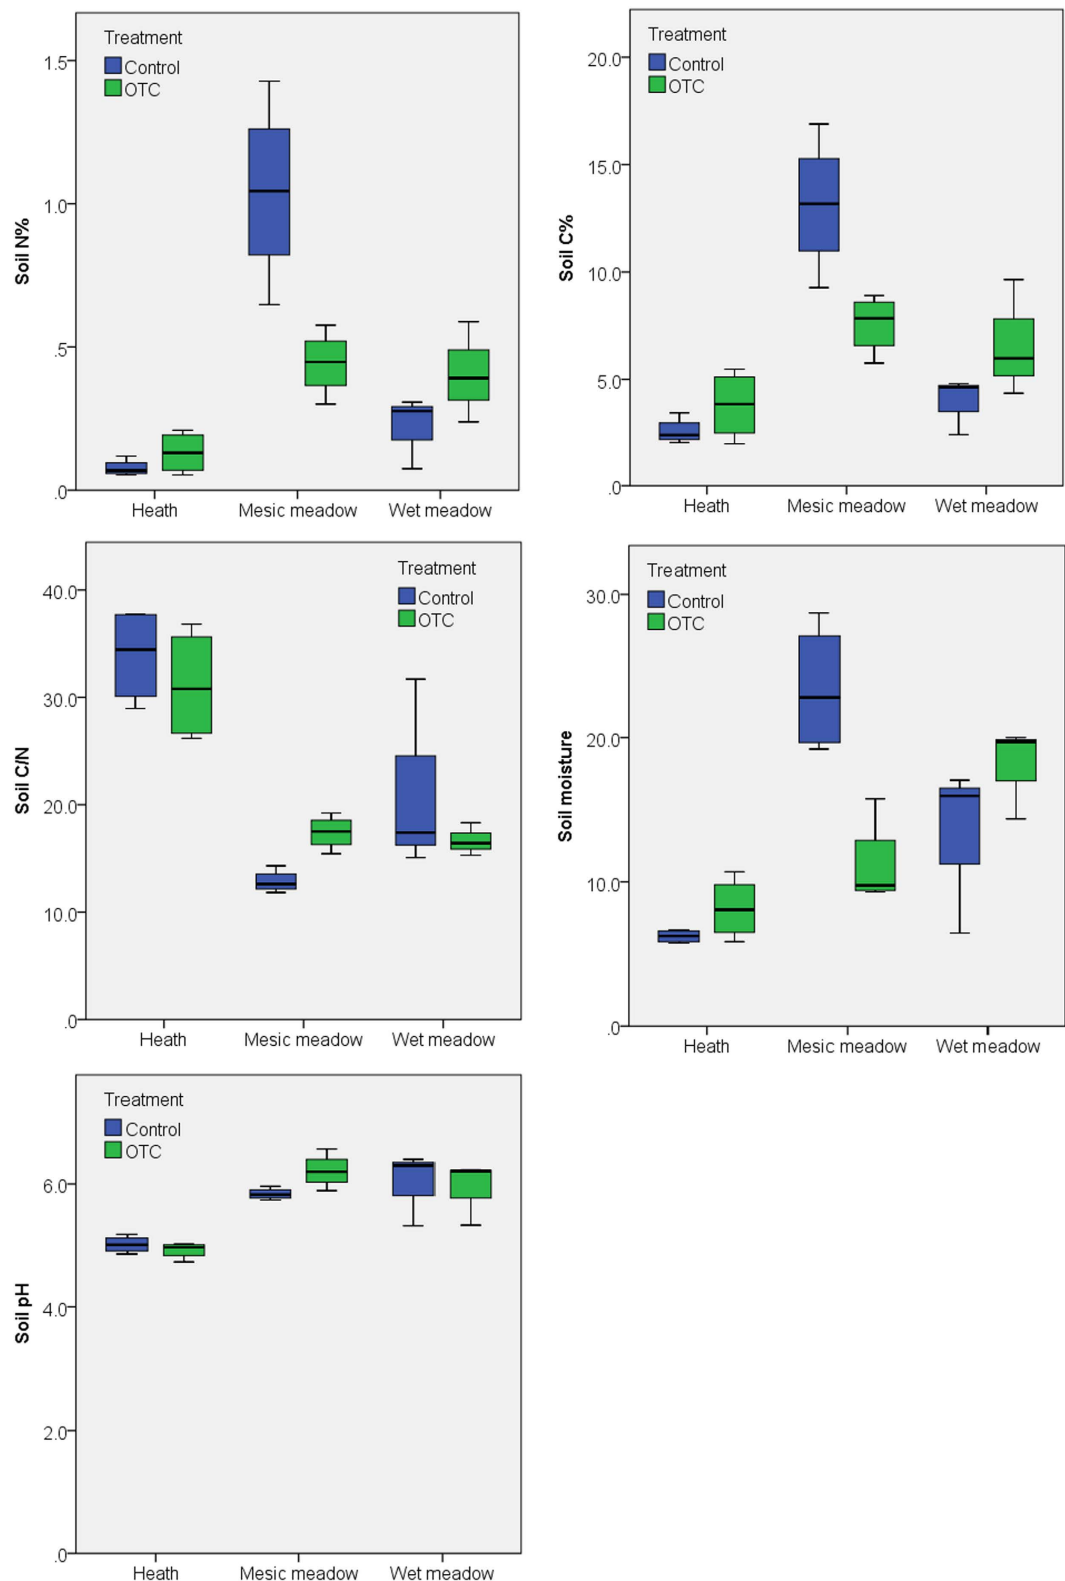 Treatment
Control
OTC
Soil N%
1.5
1.0
.5
.0
Heath
Mesic meadow
Wet meadow
Treatment
Control
OTC
Soil C%
20.0
15.0
10.0
5.0
.0
Heath
Mesic meadow
Wet meadow
Treatment
Control
OTC
Soil C/N
40.0
30.0
20.0
10.0
.0
Heath
Mesic meadow
Wet meadow
Treatment
Control
OTC
Soil moisture
30.0
20.0
10.0
.0
Heath
Mesic meadow
Wet meadow
Treatment
Control
OTC
Soil pH
6.0
4.0
2.0
.0
Heath
Mesic meadow
Wet meadow